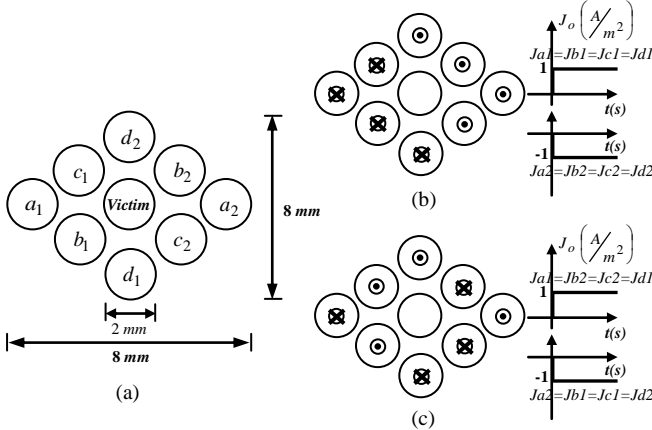 d2
c1
b2
a1
Victim
a2
b1
c2
d1
2 mm
8 mm
8 mm
(a)
Jo (A/m2)
Ja1=Jb1=Jc1=Jd1
1
t(s)
t(s)
-1
Ja2=Jb2=Jc2=Jd2
(b)
Jo (A/m2)
Ja1=Jb2=Jc2=Jd1
1
t(s)
t(s)
-1
Ja2=Jb1=Jc1=Jd2
(c)